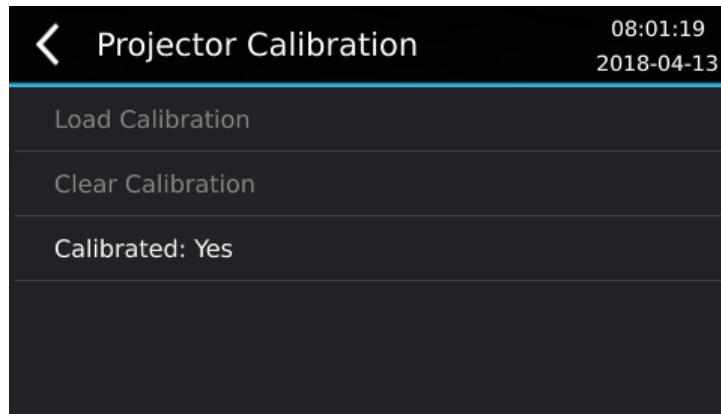 Projector Calibration
08:01:19
2018-04-13
Load Calibration
Clear Calibration
Calibrated: Yes